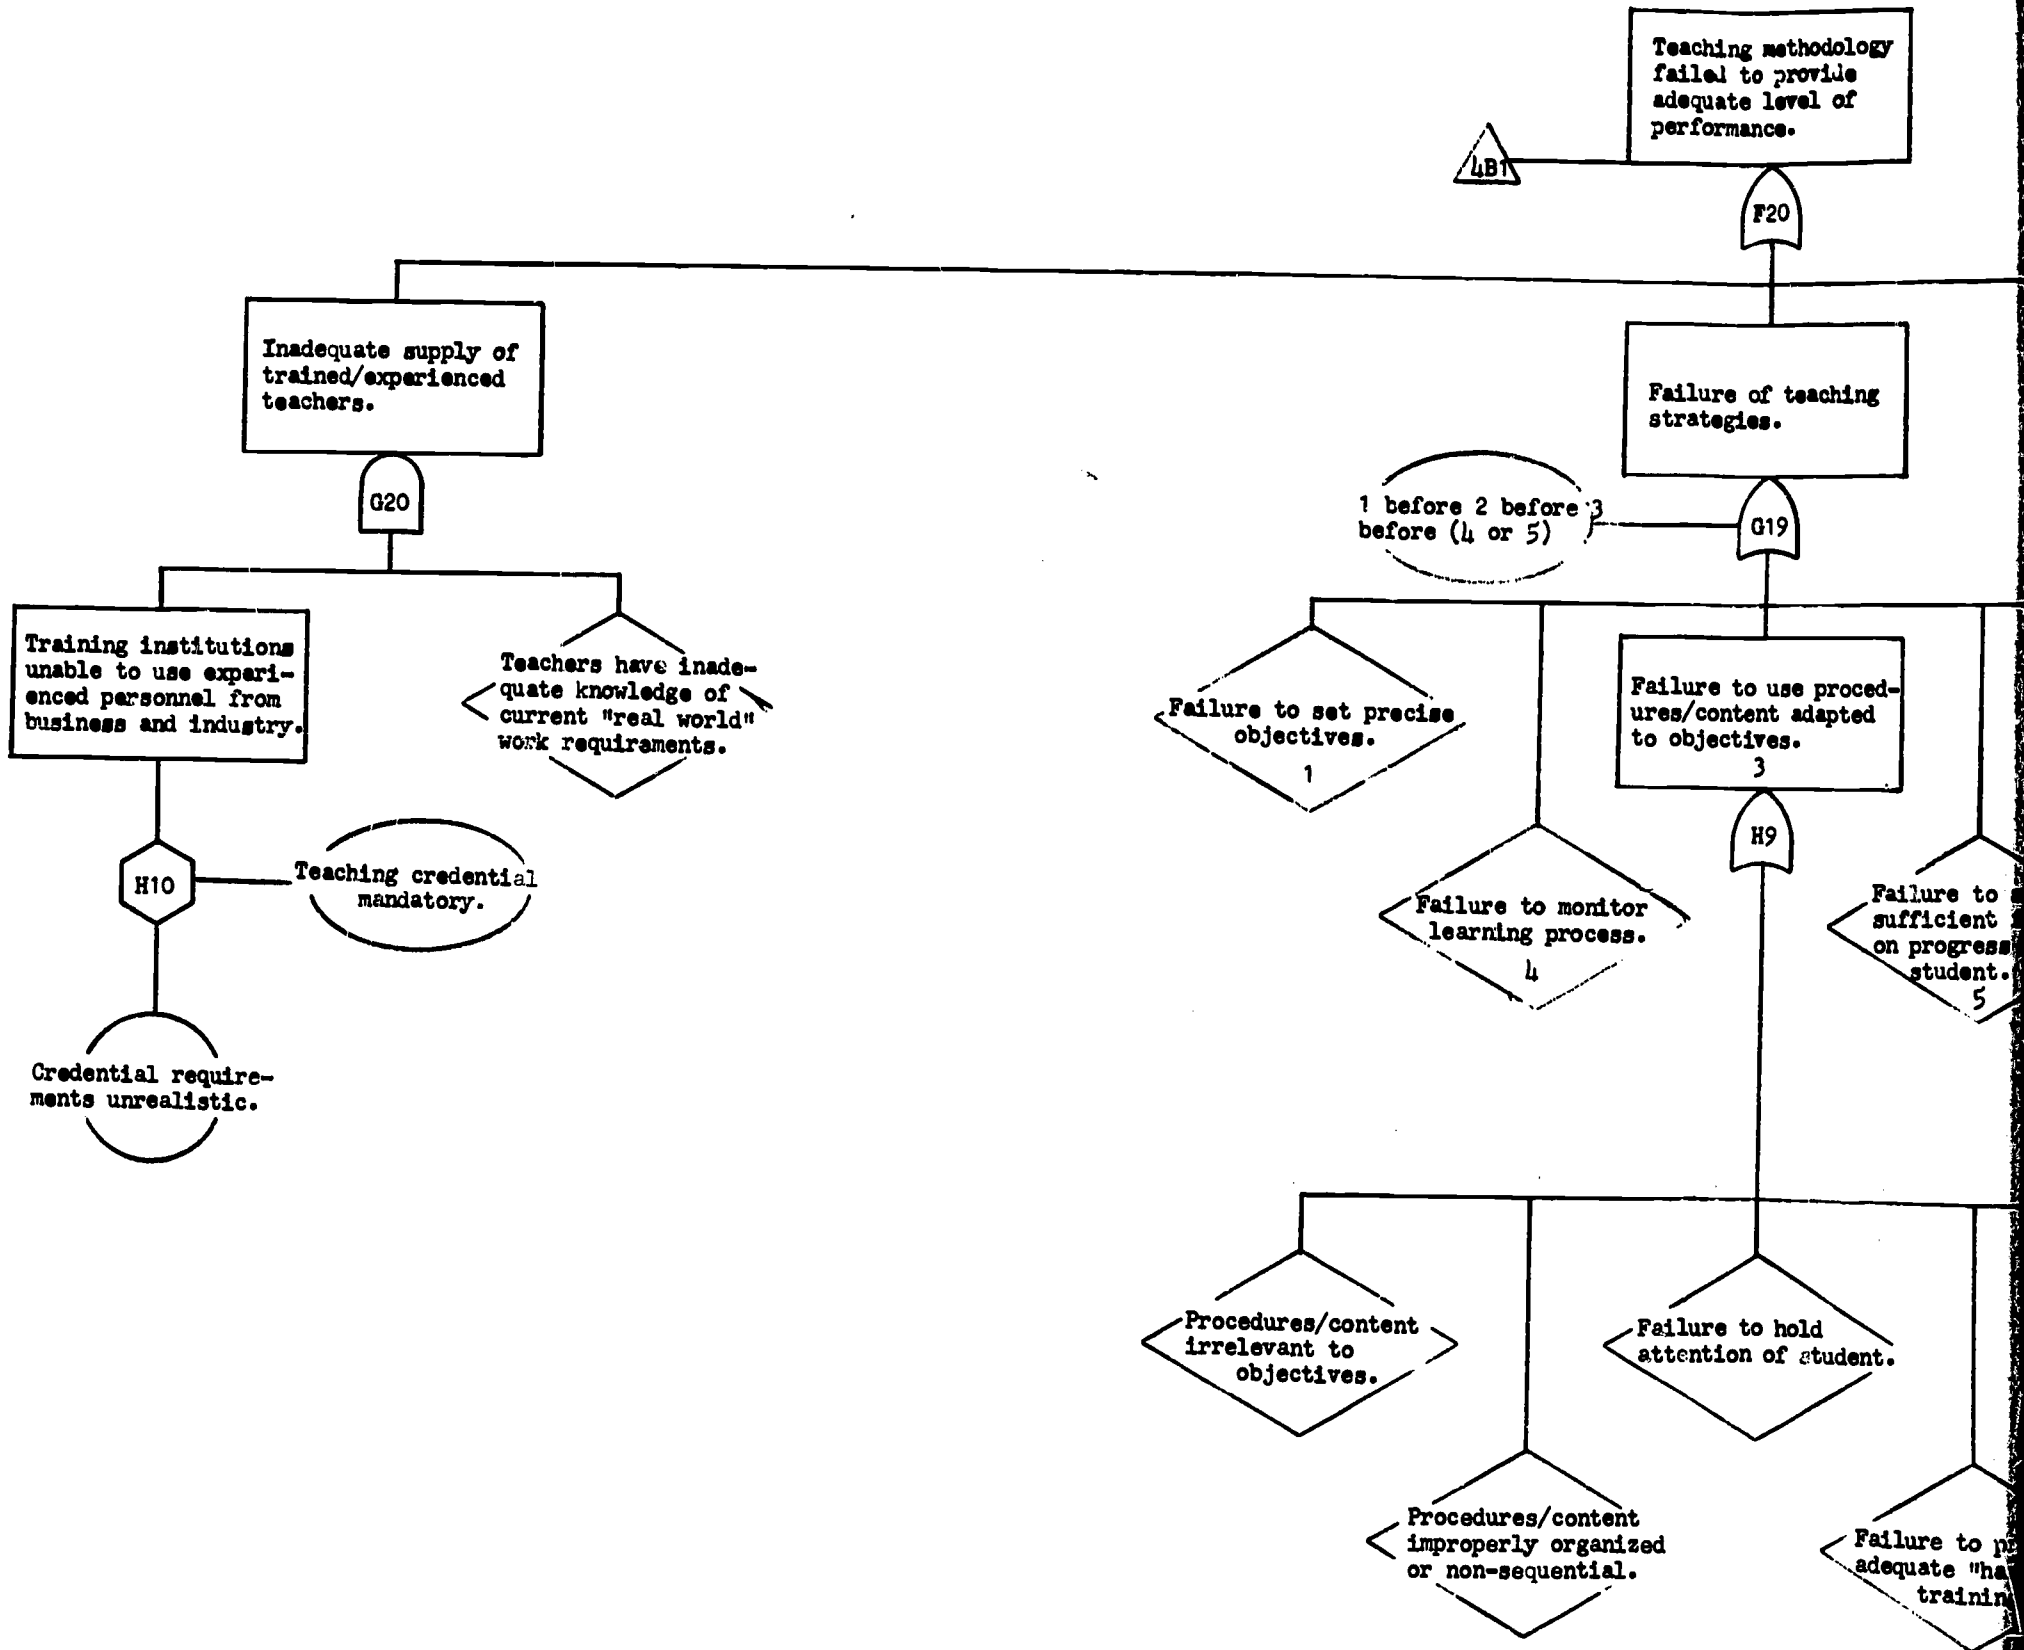 Teaching methodology
failed to provide
adequate level of
performance.
4B1
F20
Inadequate supply of
trained/experienced
teachers.
Failure of teaching
strategies.
G20
1 before 2 before 3
before (4 or 5)
G19
Training institutions
unable to use experi-
enced personnel from
business and industry.
Teachers have inade-
quate knowledge of
current "real world"
work requirements.
Failure to set precise
objectives.
1
Failure to use proced-
ures/content adapted
to objectives.
3
H9
H10
Teaching credential
mandatory.
Failure to monitor
learning process.
4
Failure to
sufficient
on progress
student.
5
Credential require-
ments unrealistic.
Procedures/content
irrelevant to
objectives.
Failure to hold
attention of student.
Procedures/content
improperly organized
or non-sequential.
Failure to
adequate